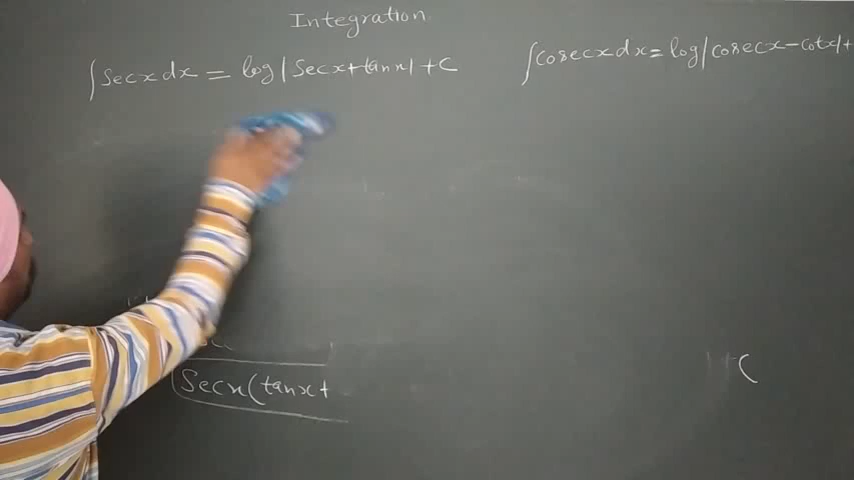 Integration
∫Secx dx = log|Secx+tanx|+C
∫Cosecx dx = log|Cosecx-Cotx|+
Secx(tanx+
C